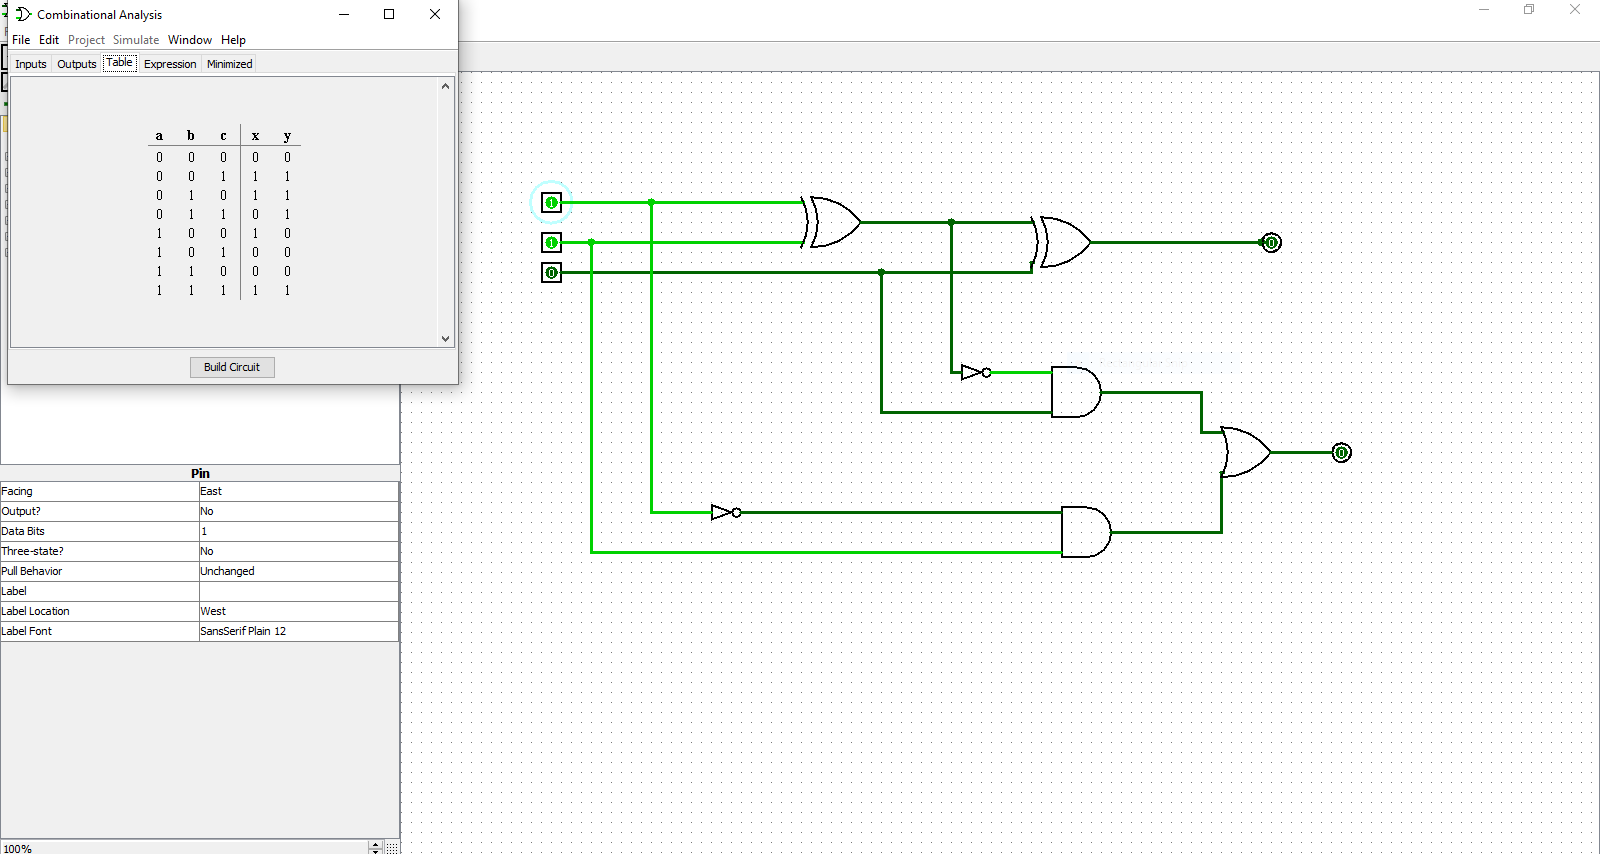 Combinational Analysis
File Edit Project Simulate Window Help
Inputs Outputs Table Expression Minimized
a b c x y
0 0 0 0 0
0 0 1 1 1
0 1 0 1 1
0 1 1 0 1
1 0 0 1 0
1 0 1 0 0
1 1 0 0 0
1 1 1 1 1
Build Circuit
1
1
0
0
0
Pin
Facing East
Output? No
Data Bits 1
Three-state? No
Pull Behavior Unchanged
Label
Label Location West
Label Font SansSerif Plain 12
100%